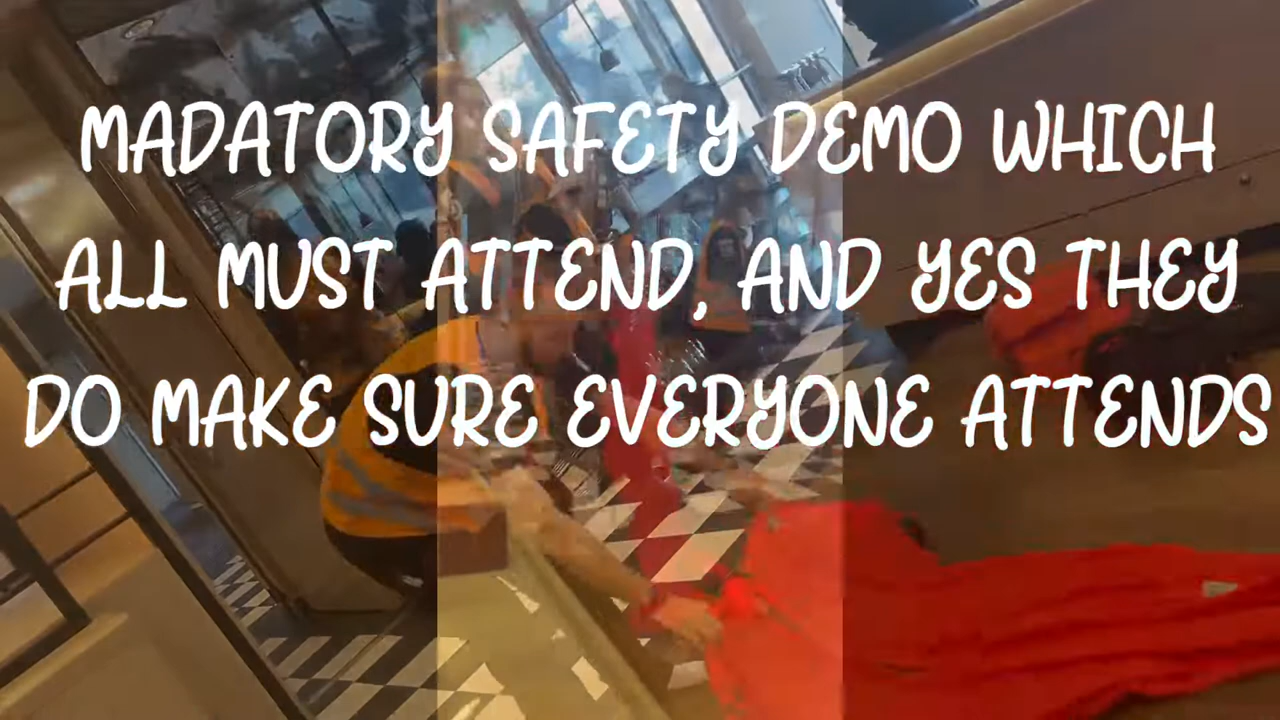 MADATORY SAFETY DEMO WHICH
ALL MUST ATTEND, AND YES THEY
DO MAKE SURE EVERYONE ATTENDS